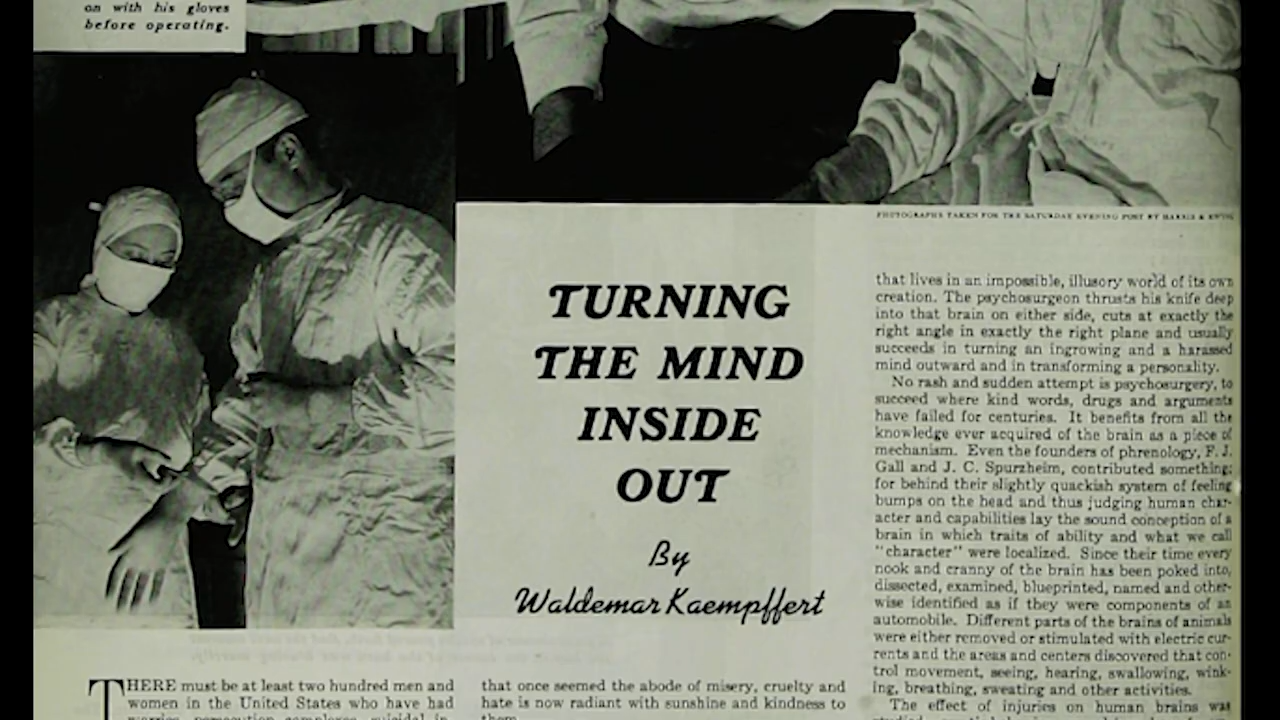 on with his gloves
before operating.
PHOTOGRAPHS TAKEN FOR THE SATURDAY EVENING POST BY HARRIS & EWING
TURNING
THE MIND
INSIDE
OUT
By
Waldemar Kaempffert
THERE must be at least two hundred men and
women in the United States who have had
worries, persecution complexes, suicidal in-
that once seemed the abode of misery, cruelty and
hate is now radiant with sunshine and kindness to
them.
that lives in an impossible, illusory world of its own
creation. The psychosurgeon thrusts his knife deep
into that brain on either side, cuts at exactly the
right angle in exactly the right plane and usually
succeeds in turning an ingrowing and a harassed
mind outward and in transforming a personality.
No rash and sudden attempt is psychosurgery, to
succeed where kind words, drugs and arguments
have failed for centuries. It benefits from all the
knowledge ever acquired of the brain as a piece of
mechanism. Even the founders of phrenology, F. J.
Gall and J. C. Spurzheim, contributed something;
for behind their slightly quackish system of feeling
bumps on the head and thus judging human char-
acter and capabilities lay the sound conception of a
brain in which traits of ability and what we call
"character" were localized. Since their time every
nook and cranny of the brain has been poked into,
dissected, examined, blueprinted, named and other-
wise identified as if they were components of an
automobile. Different parts of the brains of animals
were either removed or stimulated with electric cur-
rents and the areas and centers discovered that con-
trol movement, seeing, hearing, swallowing, wink-
ing, breathing, sweating and other activities.
The effect of injuries on human brains was